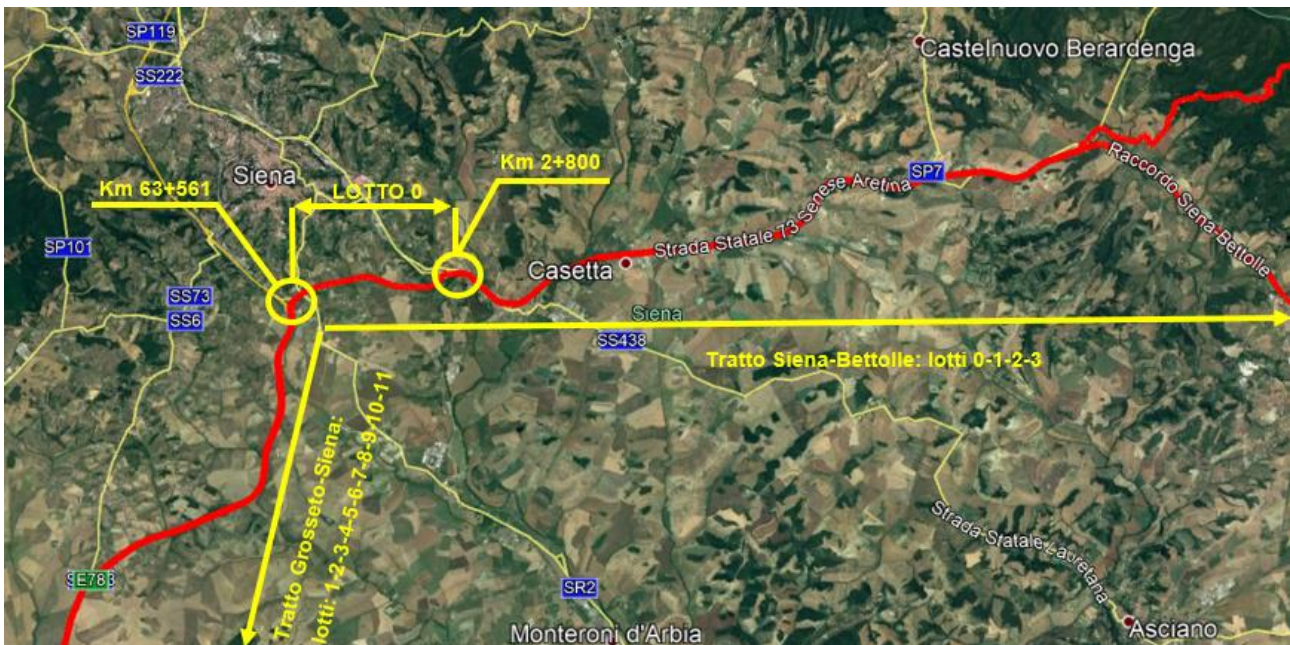 SP119
SS222
Castelnuovo Berardenga
Km 2+800
Siena
LOTTO 0
Km 63+561
SP7
Raccordo Siena-Bettolle
Strada Statale 73 Senese Aretina
SP101
Casetta
SS73
SS6
Siena
SS438
Tratto Siena-Bettolle: lotti 0-1-2-3
Tratto Grosseto-Siena:
lotti: 1-2-3-4-5-6-7-8-9-10-11
Strada Statale Lauretana
E78
SR2
Monteroni d'Arbia
Asciano